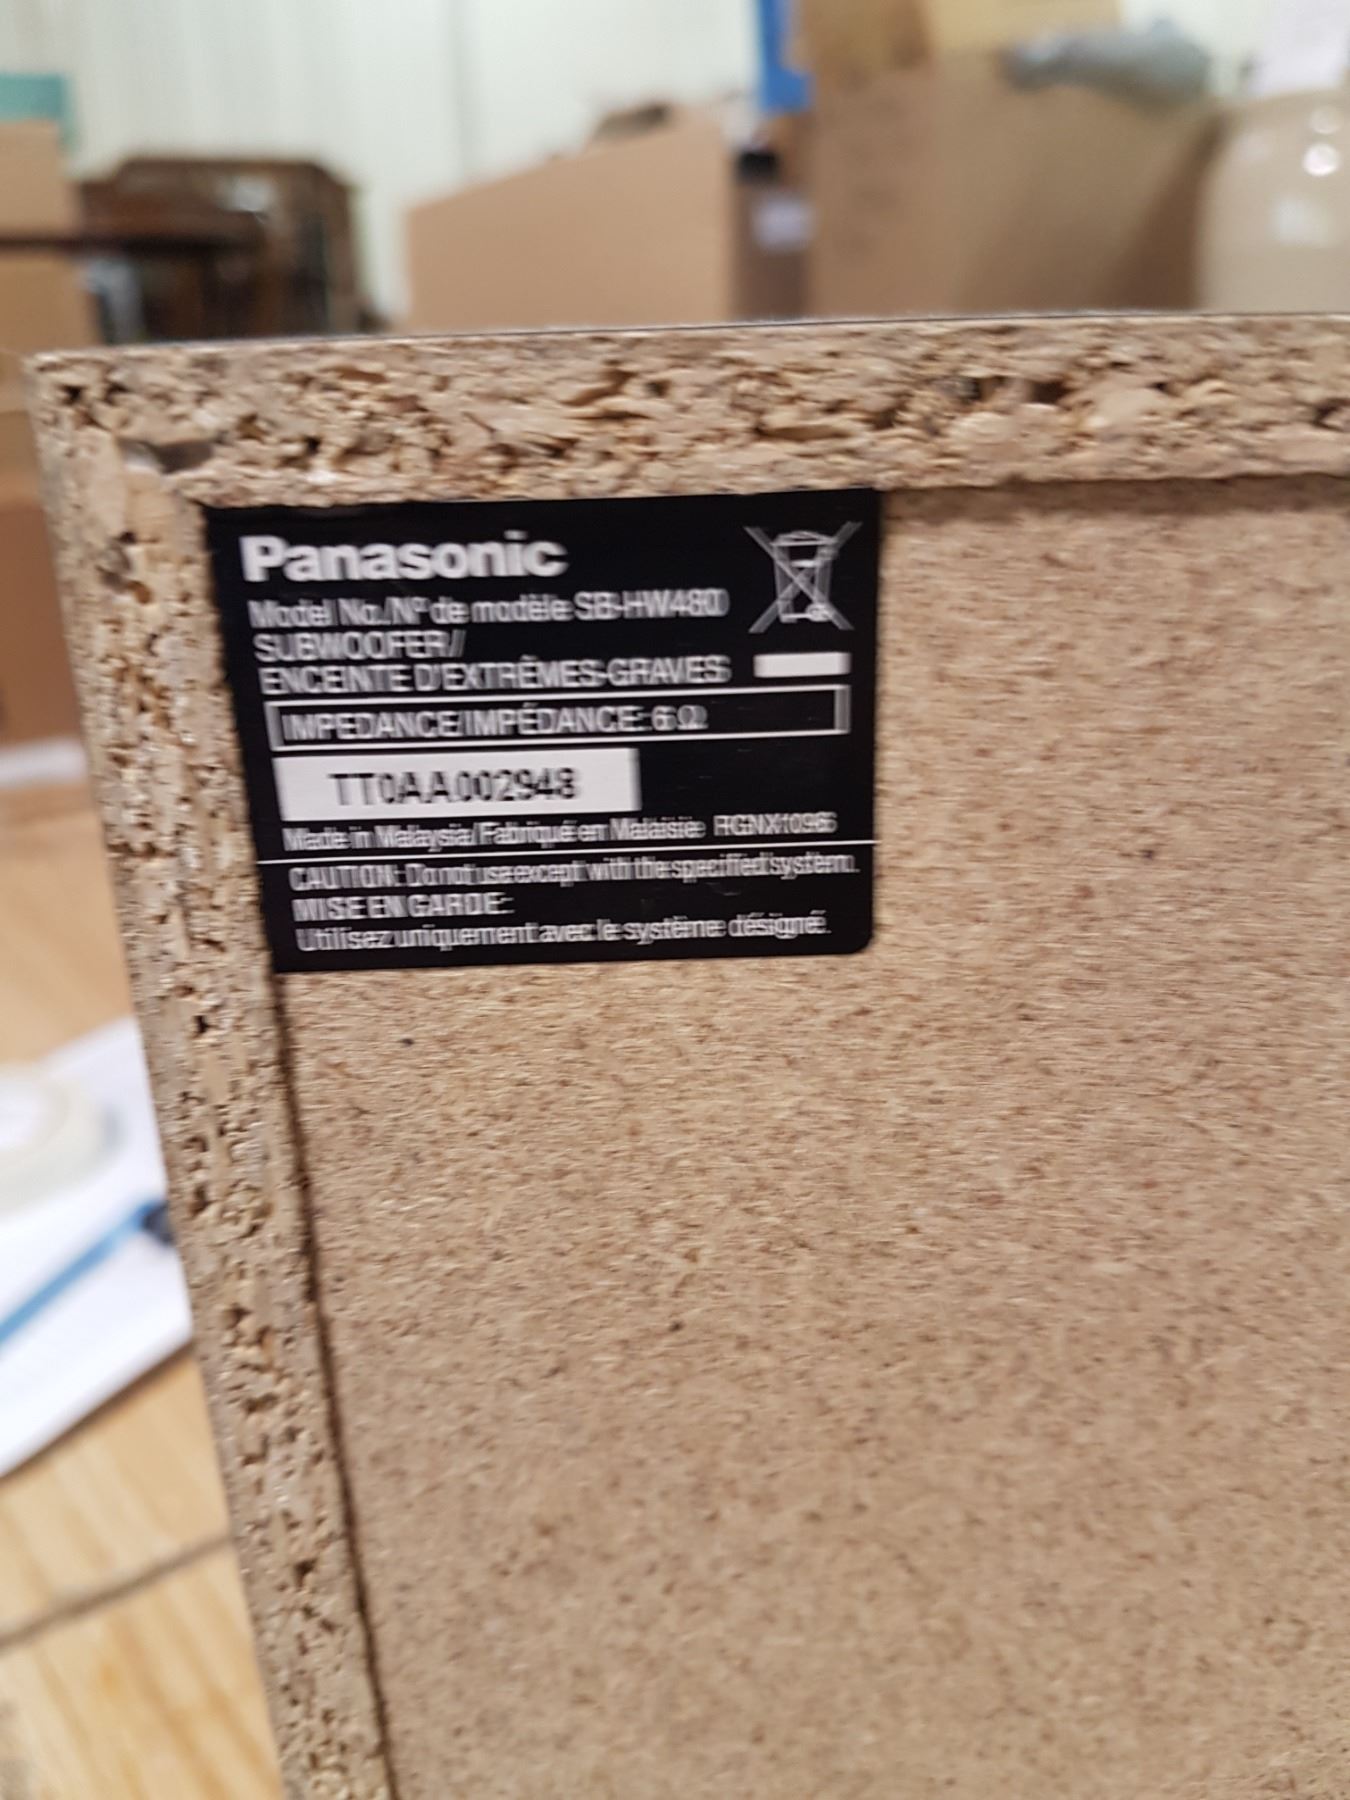 Panasonic
Model No./Nº de modèle SB-HW480
SUBWOOFER//
ENCEINTE D'EXTRÊMES-GRAVES
IMPEDANCE/IMPÉDANCE: 6 Ω
TT0AA002948
Made in Malaysia/Fabriqué en Malaisie RGNX1096S
CAUTION: Do not use except with the specified system.
MISE EN GARDE:
Utilisez uniquement avec le système désigné.